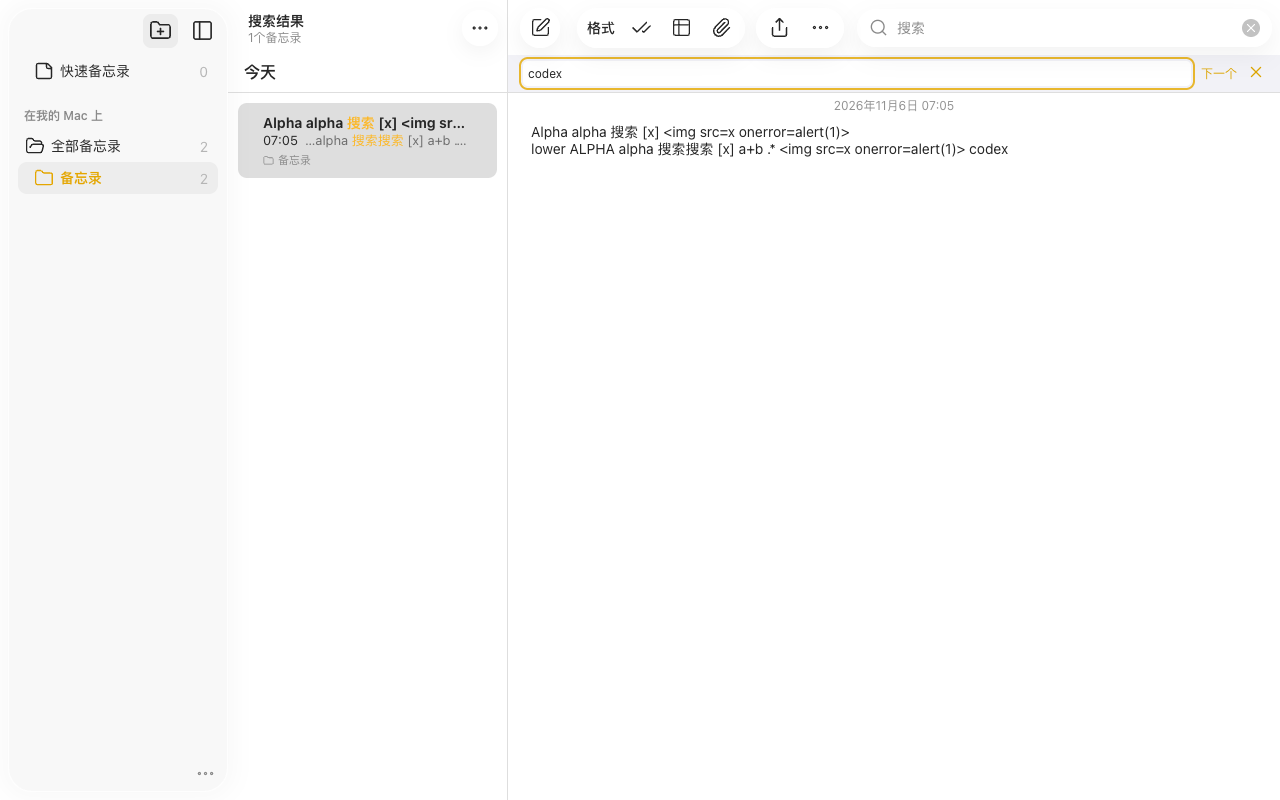 快速备忘录 0
在我的 Mac 上
全部备忘录 2
备忘录 2
搜索结果
1个备忘录
今天
Alpha alpha 搜索 [x] <img sr...
07:05 ...alpha 搜索搜索 [x] a+b ....
备忘录
格式
搜索
codex
下一个
2026年11月6日 07:05
Alpha alpha 搜索 [x] <img src=x onerror=alert(1)>
lower ALPHA alpha 搜索搜索 [x] a+b .* <img src=x onerror=alert(1)> codex